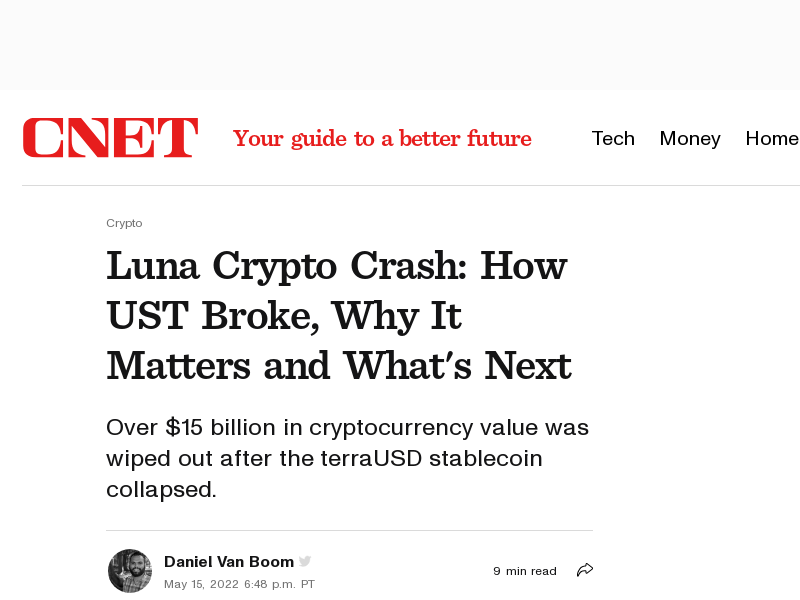 CNET
Your guide to a better future
Tech Money Home
Crypto
Luna Crypto Crash: How
UST Broke, Why It
Matters and What's Next
Over $15 billion in cryptocurrency value was
wiped out after the terraUSD stablecoin
collapsed.
Daniel Van Boom
May 15, 2022 6:48 p.m. PT
9 min read